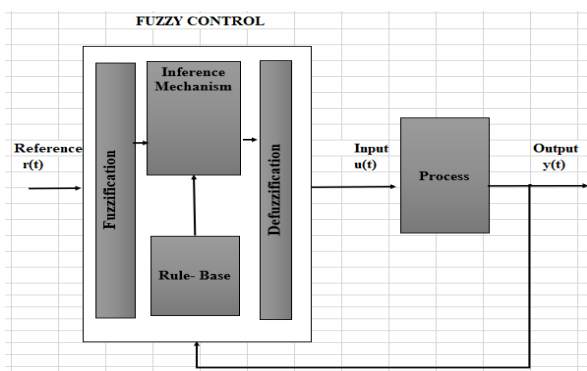 FUZZY CONTROL
Inference
Mechanism
Reference
r(t)
Fuzzification
Defuzzification
Rule- Base
Input
u(t)
Process
Output
y(t)